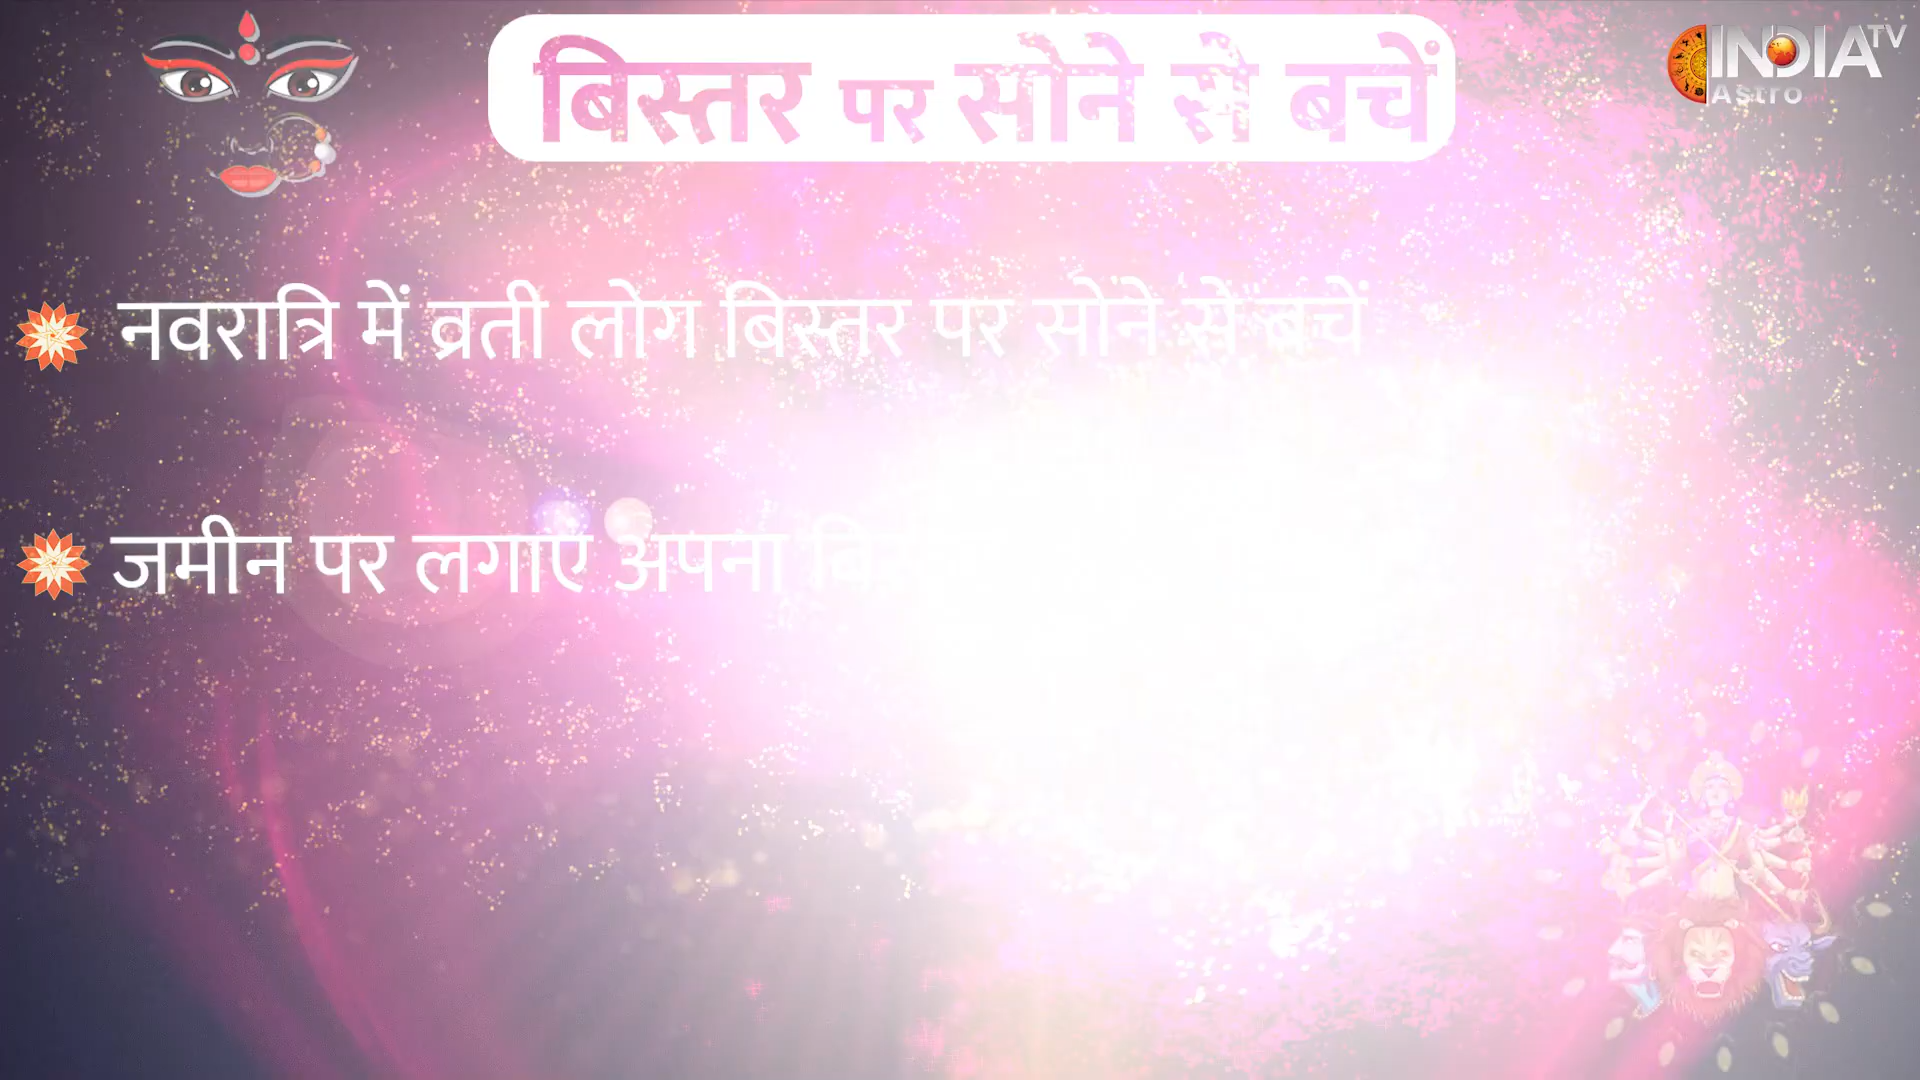 बिस्तर पर सोने से बचें
INDIA TV
Astro
नवरात्रि में व्रती लोग बिस्तर पर सोने से बचें
जमीन पर लगाए अपना